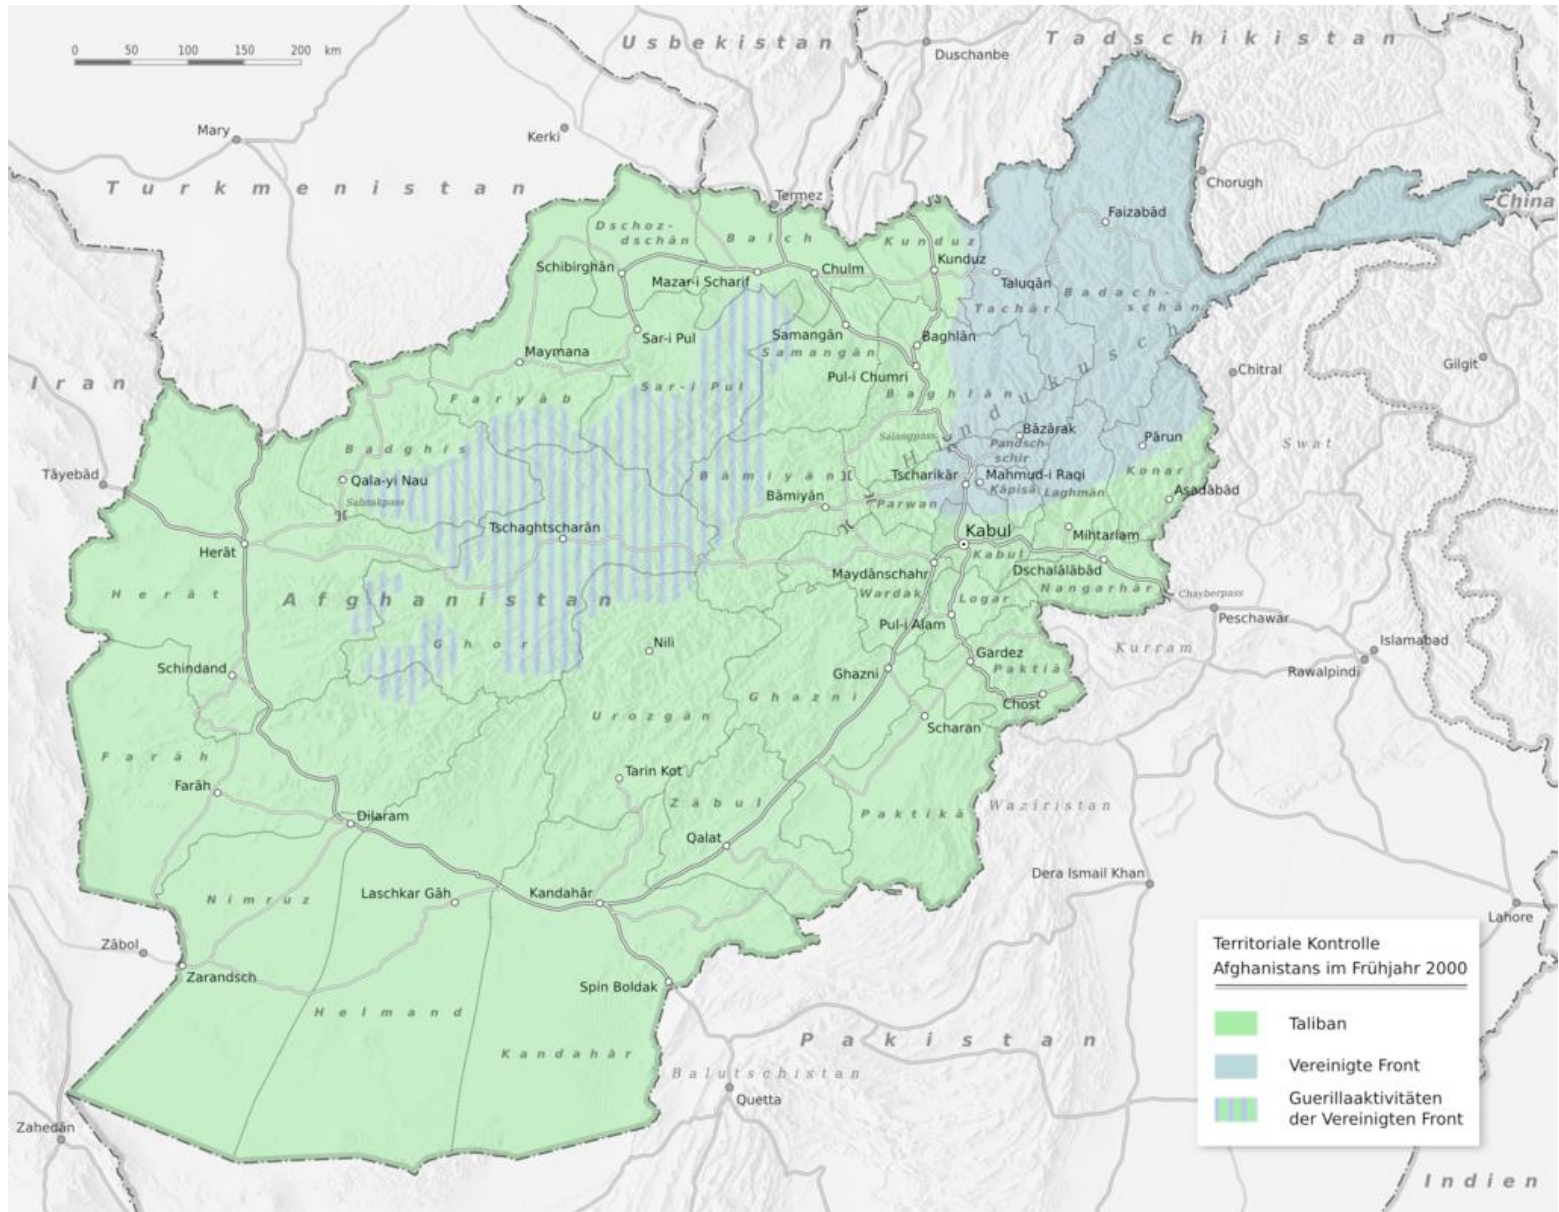 0 50 100 150 200 km
Usbekistan
Tadschikistan
Duschanbe
Mary
Kerki
Turkmenistan
Termez
Chorugh
China
Faizabād
Dschoz-
dschān
Balch
Kunduz
Schibirghān
Mazar-i Scharif
Chulm
Kunduz
Taluqān
Tachār
Badach-
schān
Sar-i Pul
Samangān
Samangān
Baghlān
Maymana
Pul-i Chumri
Chitral
Gilgit
Iran
Sar-i Pul
Faryāb
Baghlān
Hindukusch
Badghis
Salangpass
Bāzārak
Pandsch-
schir
Pārun
Swat
Tāyebād
Qala-yi Nau
Sabzakpass
Bāmiyān
Bāmiyān
Tscharikār
Mahmud-i Raqi
Kāpisā
Laghmān
Konar
Asadābād
Parwan
Tschaghtscharān
Kabul
Mihtarlam
Herāt
Kabul
Maydānschahr
Dschalālābād
Nangarhār
Herāt
Afghanistan
Wardak
Logar
Chayberpass
Peschawar
Pul-i Alam
Islamabad
Ghor
Nili
Kurram
Rawalpindi
Schindand
Ghazni
Gardez
Paktiā
Ghazni
Chost
Urozgān
Scharan
Farāh
Farāh
Tarin Kot
Zābul
Paktikā
Waziristan
Dilaram
Qalat
Dera Ismail Khan
Nimruz
Laschkar Gāh
Kandahār
Lahore
Zābol
Zarandsch
Spin Boldak
Helmand
Kandahār
Pakistan
Balutschistan
Quetta
Zahedān
Indien
Territoriale Kontrolle
Afghanistans im Frühjahr 2000
Taliban
Vereinigte Front
Guerillaaktivitäten
der Vereinigten Front